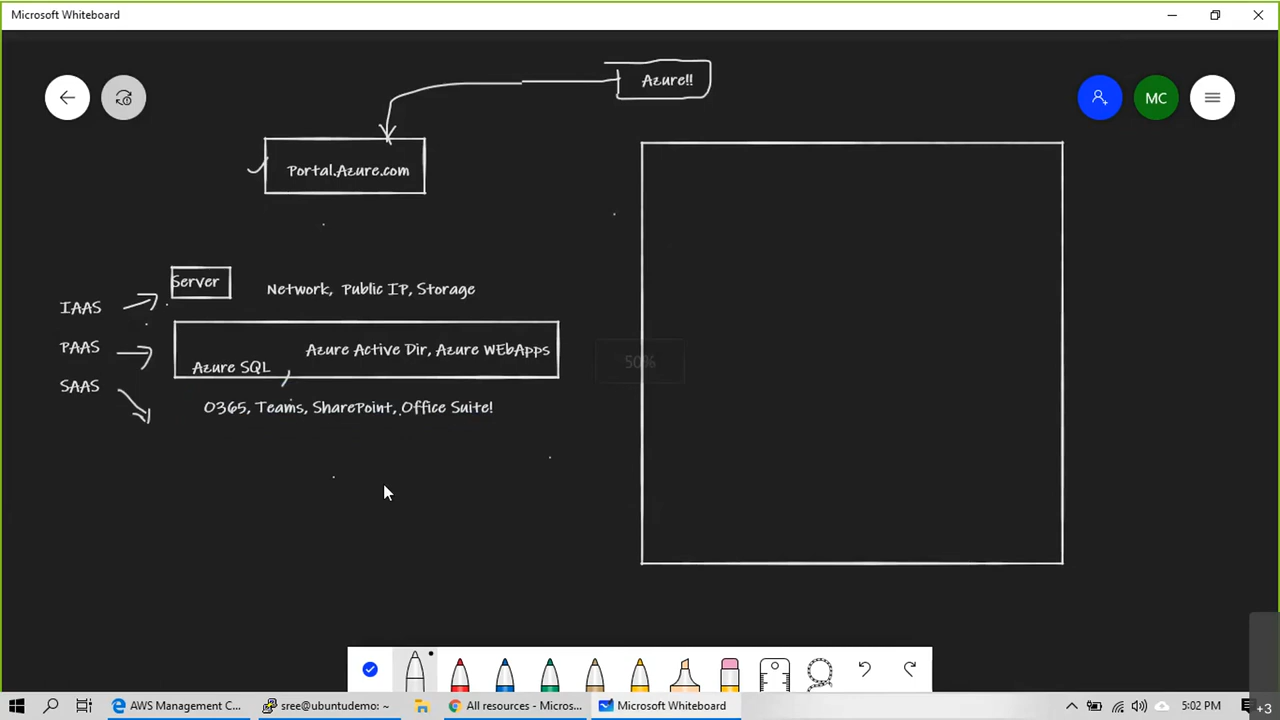 Microsoft Whiteboard
Azure!!
MC
Portal.Azure.com
Server
Network, Public IP, Storage
IAAS
PAAS
Azure Active Dir, Azure WEbApps
50%
Azure SQL ,
SAAS
O365, Teams, SharePoint, Office Suite!
AWS Management C...
sree@ubuntudemo: ~
All resources - Micros...
Microsoft Whiteboard
5:02 PM
+3